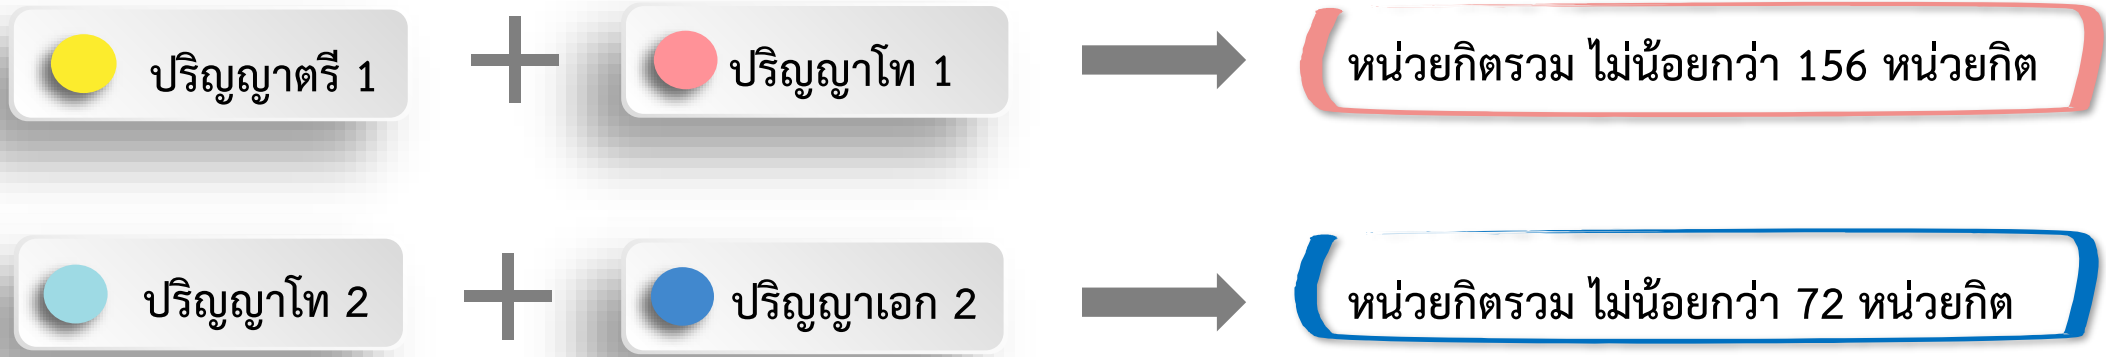 ปริญญาตรี 1 + ปริญญาโท 1 หน่วยกิตรวม ไม่น้อยกว่า 156 หน่วยกิต
ปริญญาโท 2 + ปริญญาเอก 2 หน่วยกิตรวม ไม่น้อยกว่า 72 หน่วยกิต